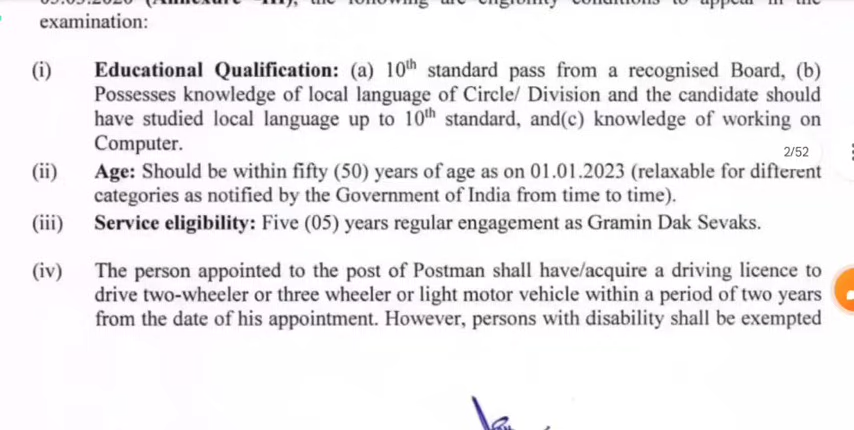 examination:
(i) Educational Qualification: (a) 10th standard pass from a recognised Board, (b)
Possesses knowledge of local language of Circle/ Division and the candidate should
have studied local language up to 10th standard, and(c) knowledge of working on
Computer.
2/52
(ii) Age: Should be within fifty (50) years of age as on 01.01.2023 (relaxable for different
categories as notified by the Government of India from time to time).
(iii) Service eligibility: Five (05) years regular engagement as Gramin Dak Sevaks.
(iv) The person appointed to the post of Postman shall have/acquire a driving licence to
drive two-wheeler or three wheeler or light motor vehicle within a period of two years
from the date of his appointment. However, persons with disability shall be exempted